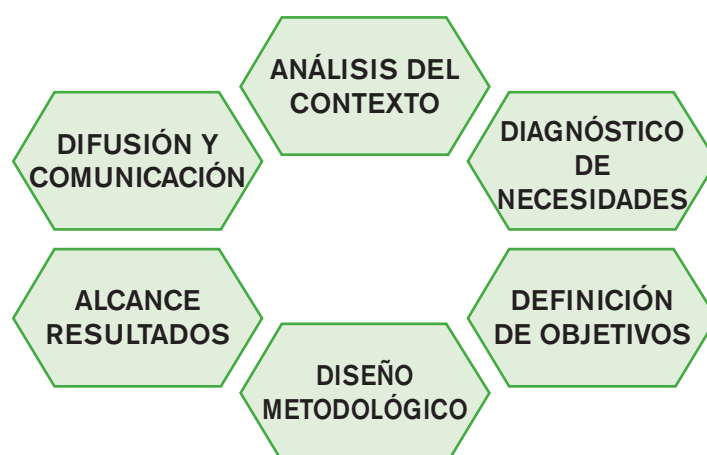 ANÁLISIS DEL
CONTEXTO
DIFUSIÓN Y
COMUNICACIÓN
DIAGNÓSTICO
DE
NECESIDADES
ALCANCE
RESULTADOS
DEFINICIÓN
DE OBJETIVOS
DISEÑO
METODOLÓGICO